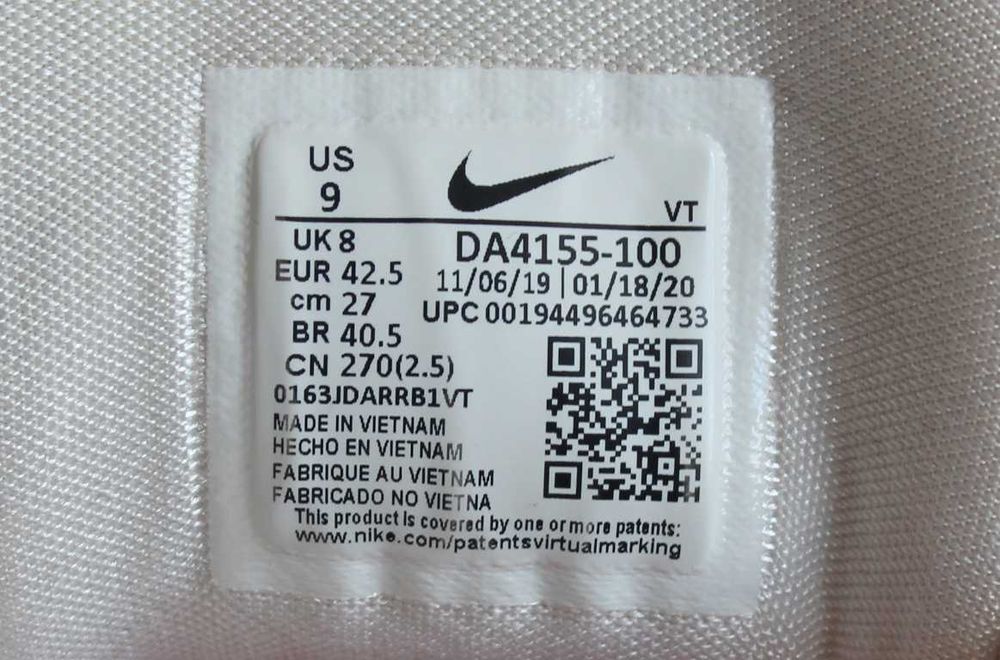 US
9
VT
UK 8
EUR 42.5
cm 27
BR 40.5
CN 270(2.5)
DA4155-100
11/06/19 | 01/18/20
UPC 00194496464733
0163JDARRB1VT
MADE IN VIETNAM
HECHO EN VIETNAM
FABRIQUE AU VIETNAM
FABRICADO NO VIETNA
This product is covered by one or more patents:
www.nike.com/patentsvirtualmarking